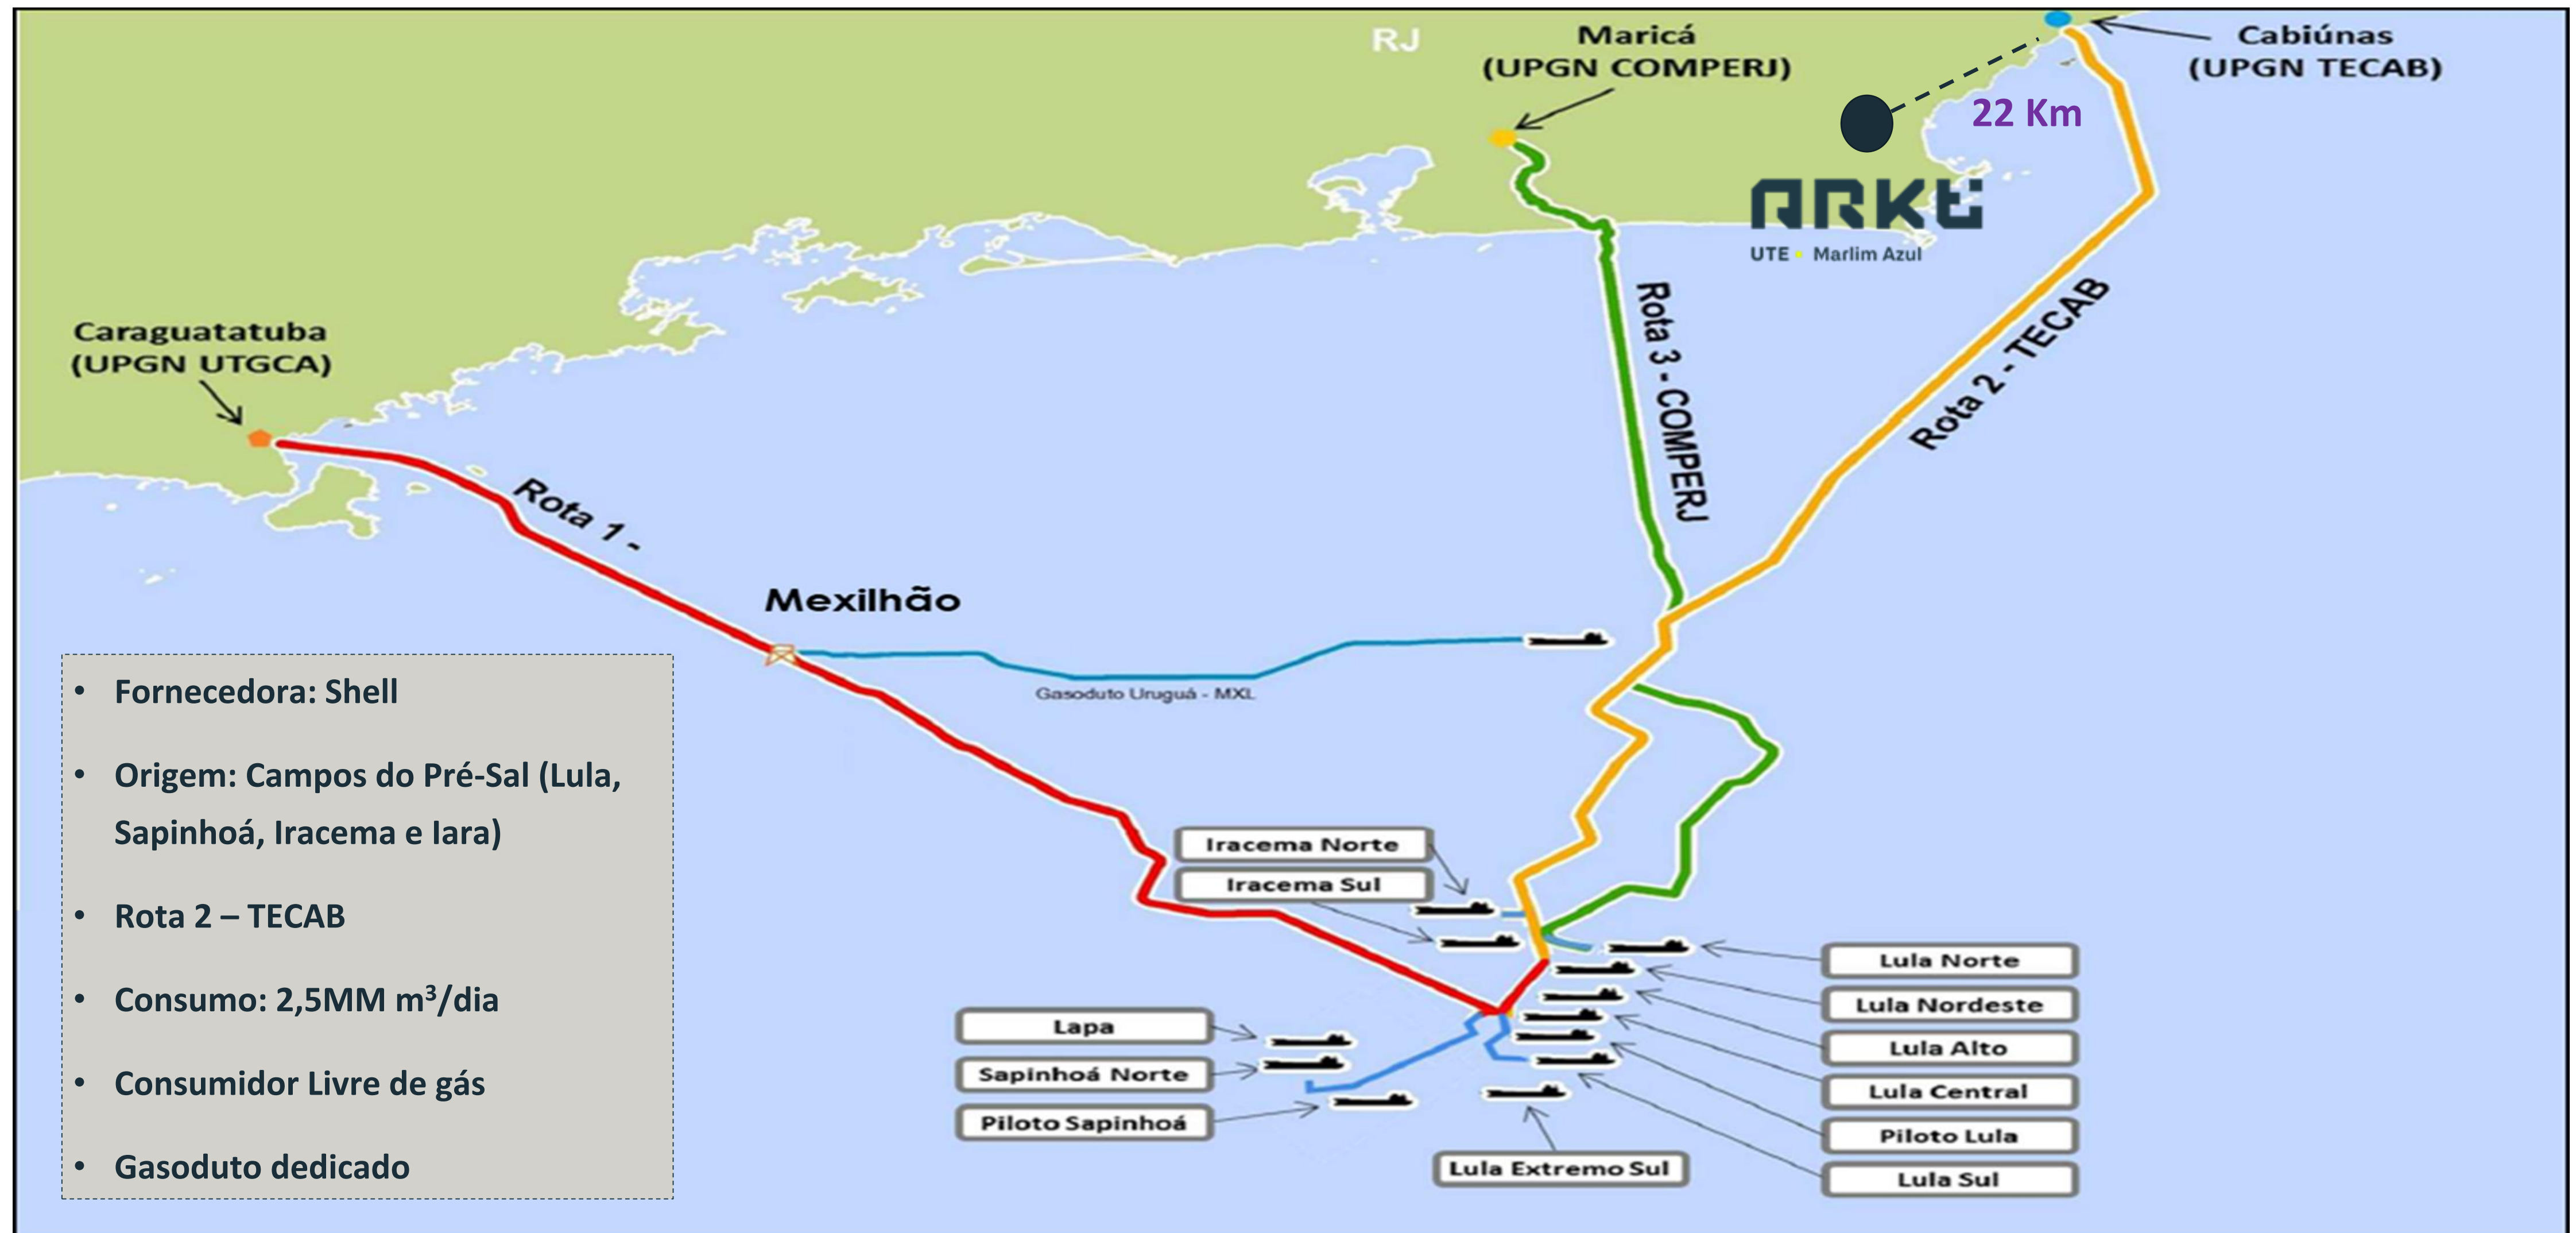 RJ
Maricá
(UPGN COMPERJ)
Cabiúnas
(UPGN TECAB)
22 Km
ARKE
UTE • Marlim Azul
Caraguatatuba
(UPGN UTGCA)
Rota 1 -
Rota 3 - COMPERJ
Rota 2 - TECAB
Mexilhão
Gasoduto Uruguá - MXL
• Fornecedora: Shell
• Origem: Campos do Pré-Sal (Lula,
Sapinhoá, Iracema e Iara)
• Rota 2 – TECAB
• Consumo: 2,5MM m³/dia
• Consumidor Livre de gás
• Gasoduto dedicado
Iracema Norte
Iracema Sul
Lapa
Sapinhoá Norte
Piloto Sapinhoá
Lula Extremo Sul
Lula Norte
Lula Nordeste
Lula Alto
Lula Central
Piloto Lula
Lula Sul